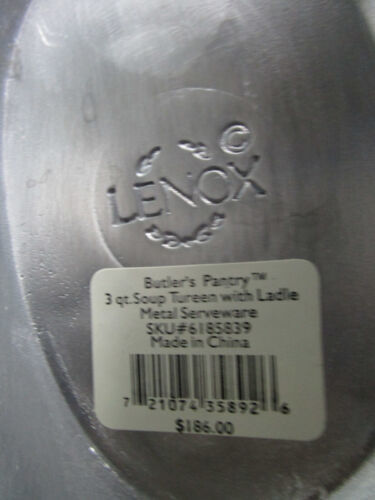 ©
LENOX
Butler's Pantry™
3 qt. Soup Tureen with Ladle
Metal Serveware
SKU#6185839
Made in China
7 21074 35892 6
$186.00